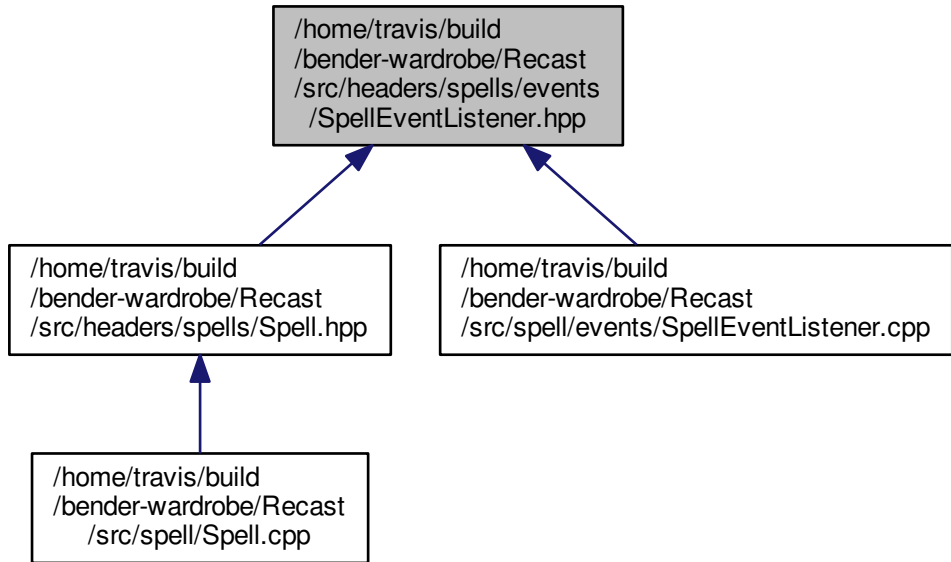 /home/travis/build
/bender-wardrobe/Recast
/src/headers/spells/events
/SpellEventListener.hpp
/home/travis/build
/bender-wardrobe/Recast
/src/headers/spells/Spell.hpp
/home/travis/build
/bender-wardrobe/Recast
/src/spell/events/SpellEventListener.cpp
/home/travis/build
/bender-wardrobe/Recast
/src/spell/Spell.cpp